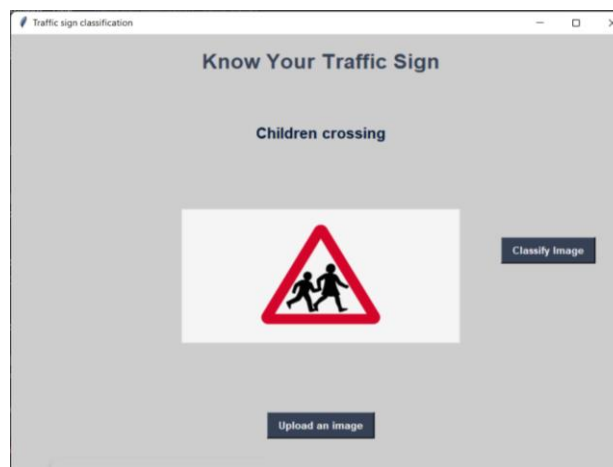 Traffic sign classification
Know Your Traffic Sign
Children crossing
Classify Image
Upload an image